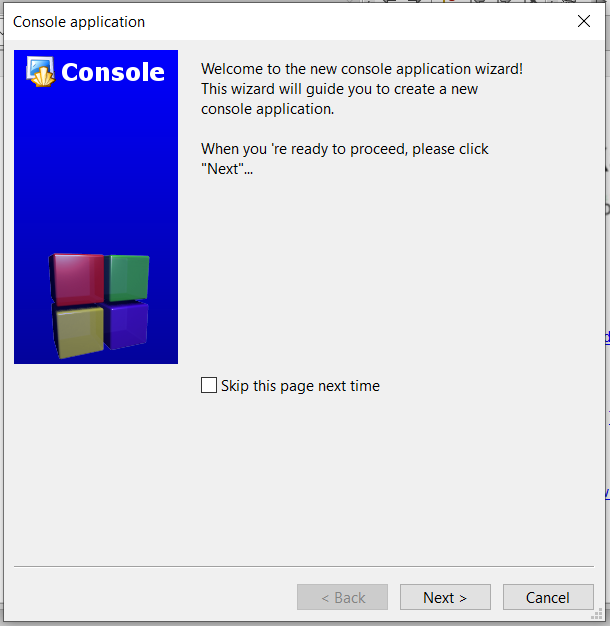 Console application
Console
Welcome to the new console application wizard!
This wizard will guide you to create a new
console application.
When you 're ready to proceed, please click
"Next"...
Skip this page next time
< Back
Next >
Cancel